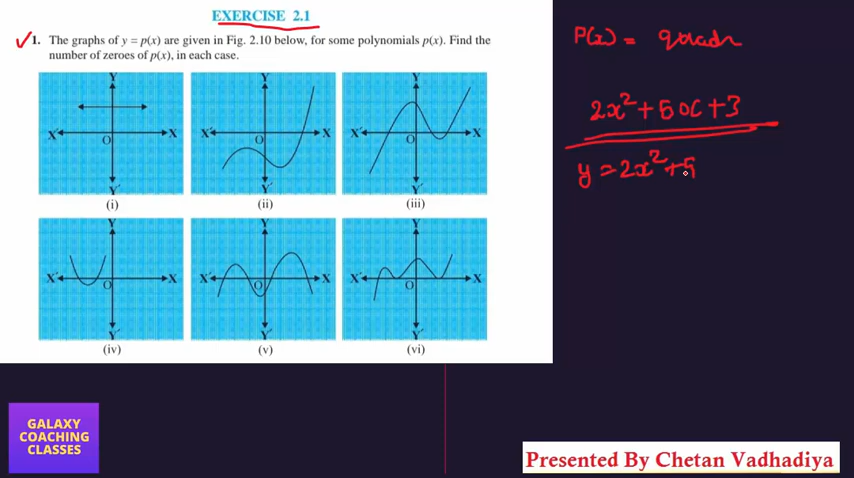 EXERCISE 2.1
1. The graphs of y = p(x) are given in Fig. 2.10 below, for some polynomials p(x). Find the
number of zeroes of p(x), in each case.
Y Y Y
X′ O X X′ O X X′ O X
Y′ Y′ Y′
(i) (ii) (iii)
Y Y Y
X′ O X X′ O X X′ O X
Y′ Y′ Y′
(iv) (v) (vi)
P(x) =
2x² + 5x + 3
y = 2x² + 5
GALAXY
COACHING
CLASSES
Presented By Chetan Vadhadiya